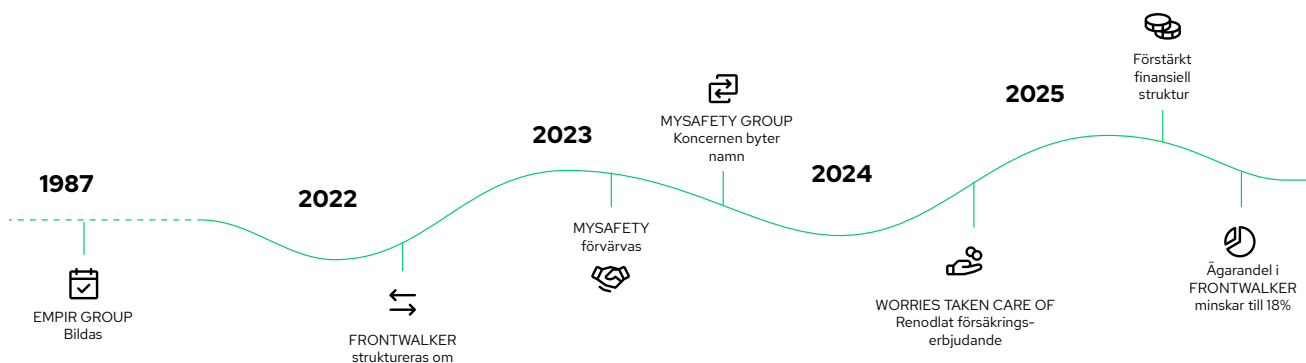 1987
EMPIR GROUP
Bildas
2022
FRONTWALKER
struktureras om
2023
MYSAFETY
förvärvas
MYSAFETY GROUP
Koncernen byter
namn
2024
WORRIES TAKEN CARE OF
Renodlat försäkrings-
erbjudande
2025
Förstärkt
finansiell
struktur
Ägarandel i
FRONTWALKER
minskar till 18%